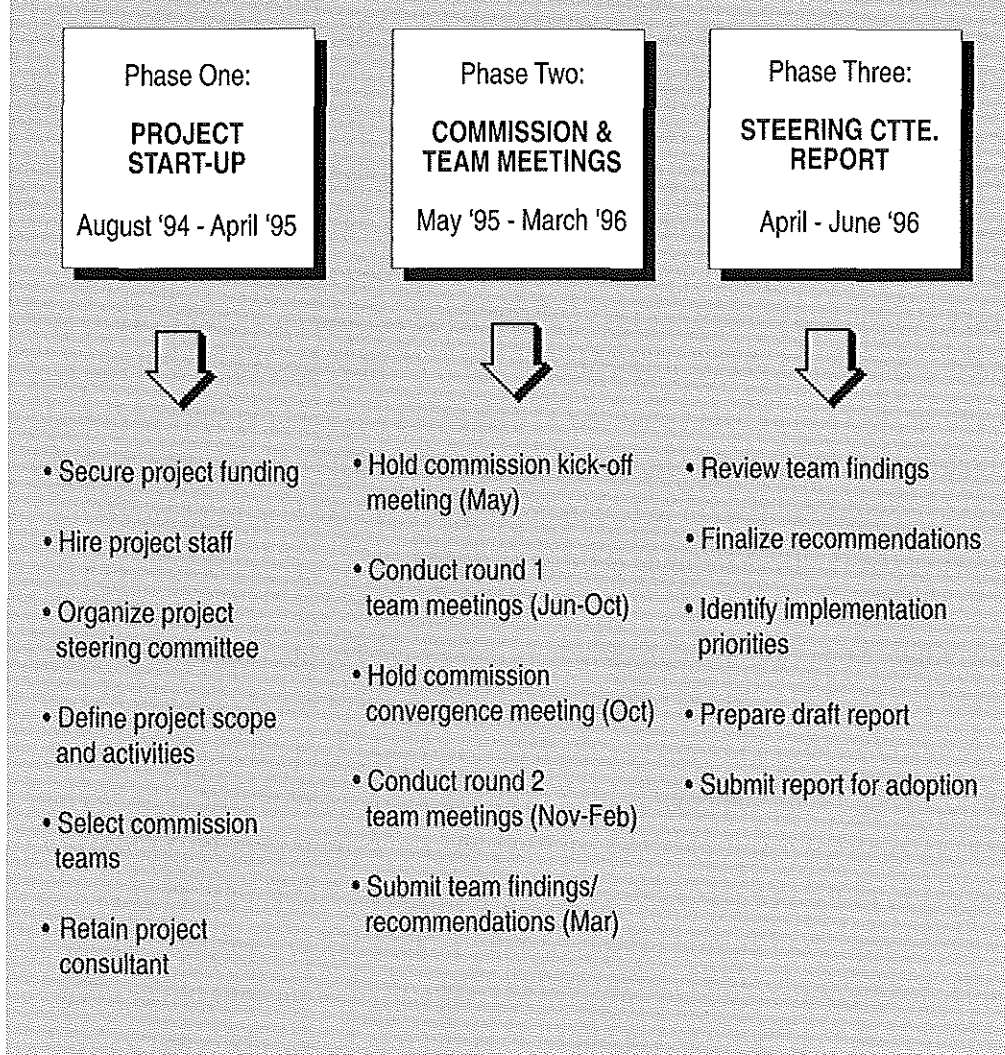 Phase One:
PROJECT
START-UP
August ‘94 - April ‘95
• Secure project funding
• Hire project staff
• Organize project
steering committee
• Define project scope
and activities
• Select commission
teams
• Retain project
consultant
Phase Two:
COMMISSION &
TEAM MEETINGS
May ‘95 - March ‘96
• Hold commission kick-off
meeting (May)
• Conduct round 1
team meetings (Jun-Oct)
• Hold commission
convergence meeting (Oct)
• Conduct round 2
team meetings (Nov-Feb)
• Submit team findings/
recommendations (Mar)
Phase Three:
STEERING CTTE.
REPORT
April - June ‘96
• Review team findings
• Finalize recommendations
• Identify implementation
priorities
• Prepare draft report
• Submit report for adoption